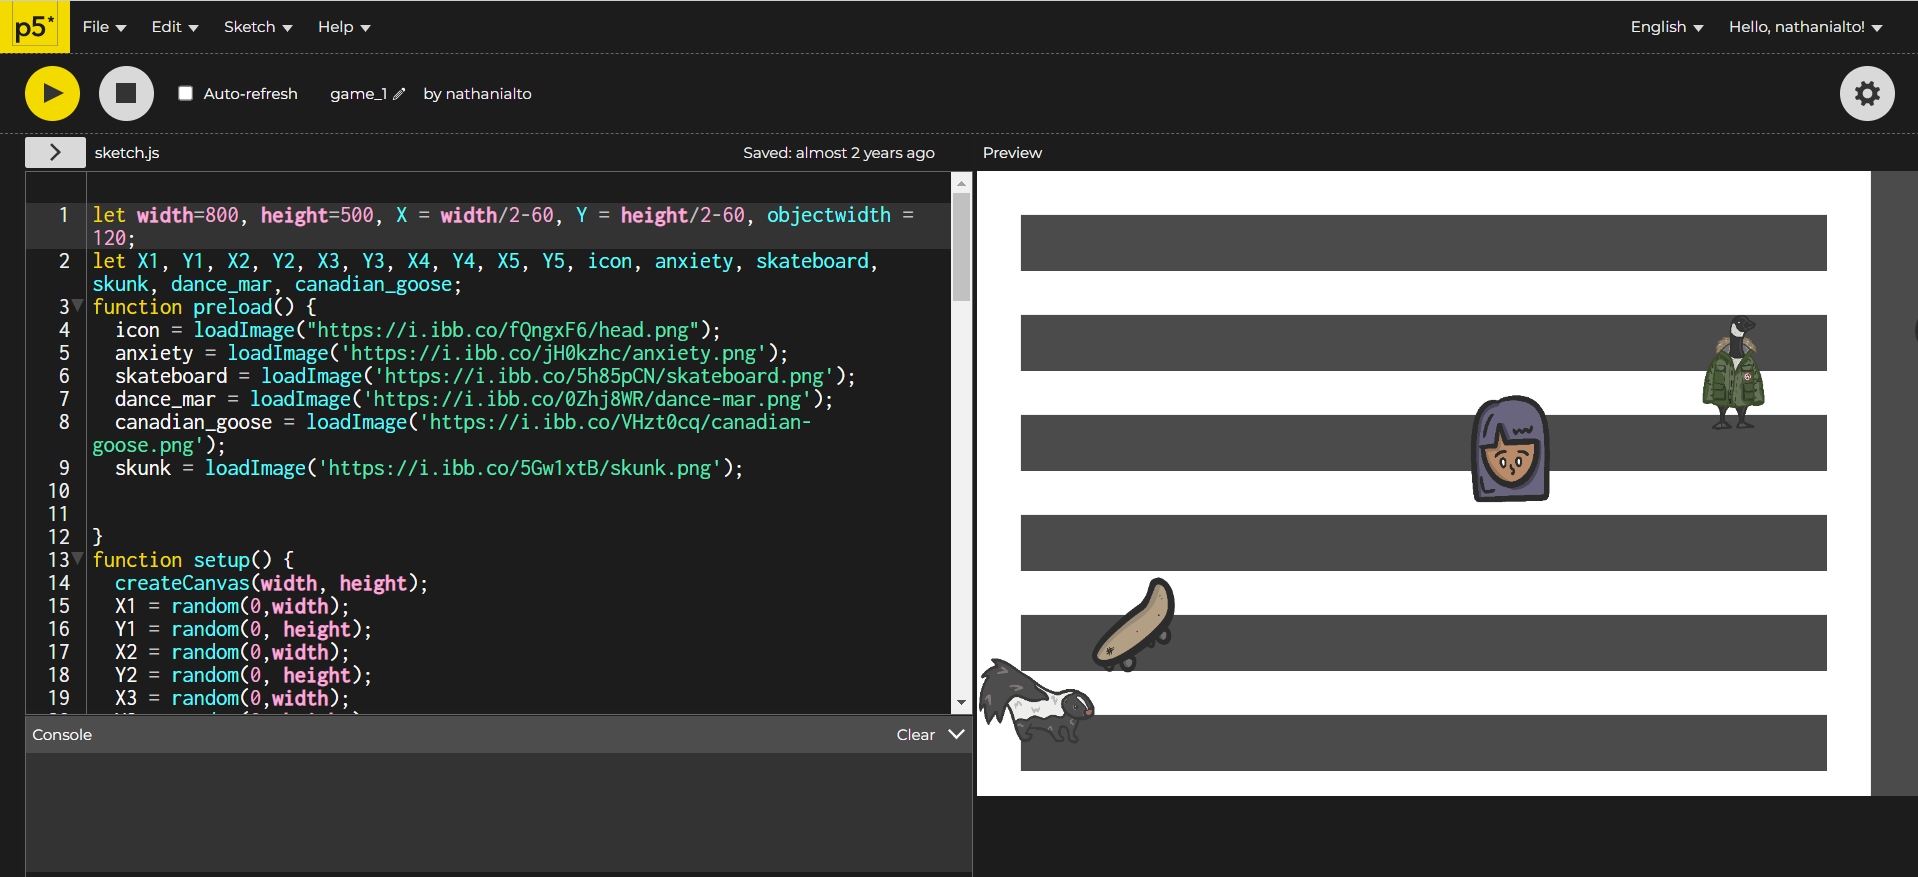 p5* File Edit Sketch Help English Hello, nathanialto!
Auto-refresh game_1 by nathanialto
sketch.js Saved: almost 2 years ago Preview
1 let width=800, height=500, X = width/2-60, Y = height/2-60, objectwidth =
120;
2 let X1, Y1, X2, Y2, X3, Y3, X4, Y4, X5, Y5, icon, anxiety, skateboard,
skunk, dance_mar, canadian_goose;
3 function preload() {
4 icon = loadImage("https://i.ibb.co/fQngxF6/head.png");
5 anxiety = loadImage('https://i.ibb.co/jH0kzhc/anxiety.png');
6 skateboard = loadImage('https://i.ibb.co/5h85pCN/skateboard.png');
7 dance_mar = loadImage('https://i.ibb.co/0Zhj8WR/dance-mar.png');
8 canadian_goose = loadImage('https://i.ibb.co/VHzt0cq/canadian-
goose.png');
9 skunk = loadImage('https://i.ibb.co/5Gw1xtB/skunk.png');
10
11
12 }
13 function setup() {
14 createCanvas(width, height);
15 X1 = random(0,width);
16 Y1 = random(0, height);
17 X2 = random(0,width);
18 Y2 = random(0, height);
19 X3 = random(0,width);
Console Clear